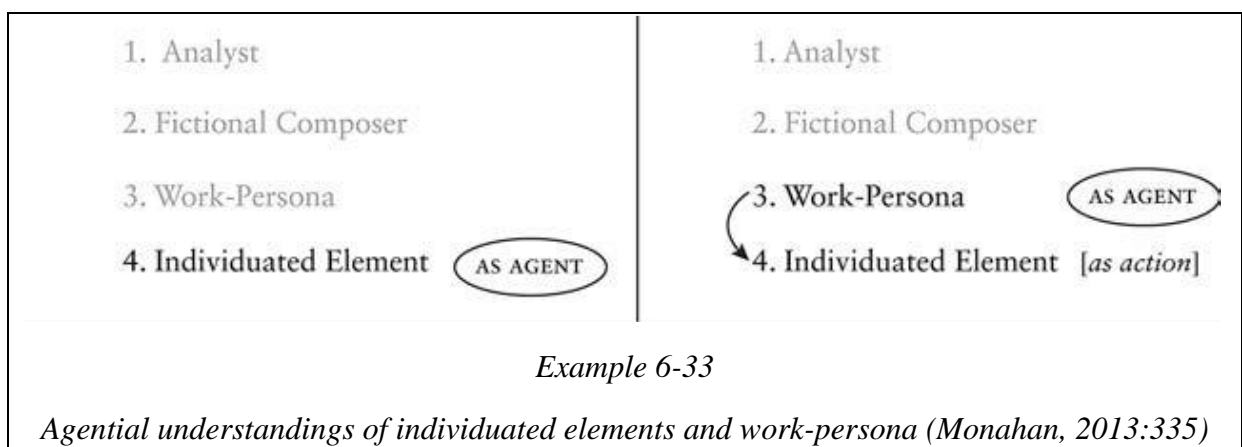 1. Analyst
2. Fictional Composer
3. Work-Persona
4. Individuated Element AS AGENT
1. Analyst
2. Fictional Composer
3. Work-Persona AS AGENT
4. Individuated Element [as action]
Example 6-33
Agential understandings of individuated elements and work-persona (Monahan, 2013:335)